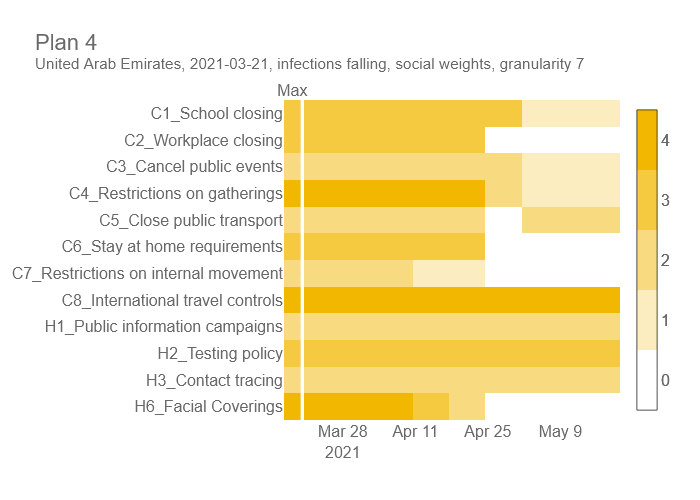 Plan 4
United Arab Emirates, 2021-03-21, infections falling, social weights, granularity 7
Max
C1_School closing
C2_Workplace closing
C3_Cancel public events
C4_Restrictions on gatherings
C5_Close public transport
C6_Stay at home requirements
C7_Restrictions on internal movement
C8_International travel controls
H1_Public information campaigns
H2_Testing policy
H3_Contact tracing
H6_Facial Coverings
Mar 28 Apr 11 Apr 25 May 9
2021
4
3
2
1
0